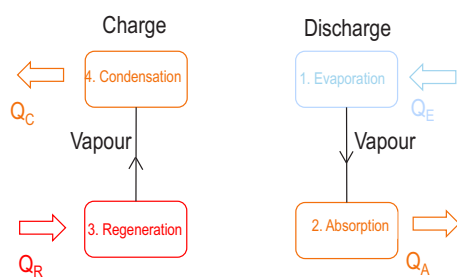 Charge
Discharge
4. Condensation
1. Evaporation
Q_C
Q_E
Vapour
Vapour
3. Regeneration
2. Absorption
Q_R
Q_A